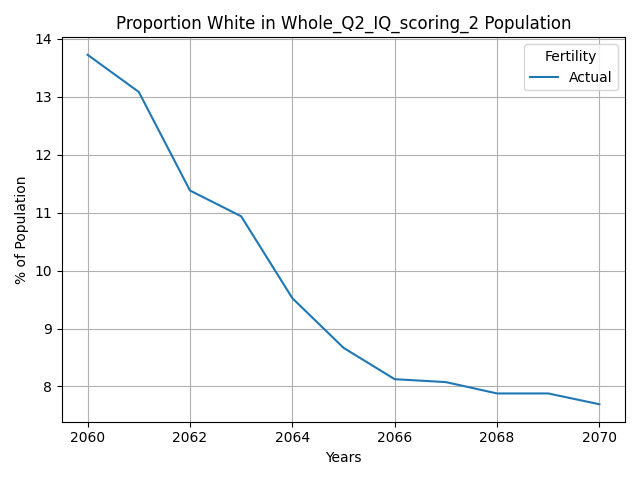 Proportion White in Whole_Q2_IQ_scoring_2 Population
Fertility
Actual
% of Population
14
13
12
11
10
9
8
2060 2062 2064 2066 2068 2070
Years